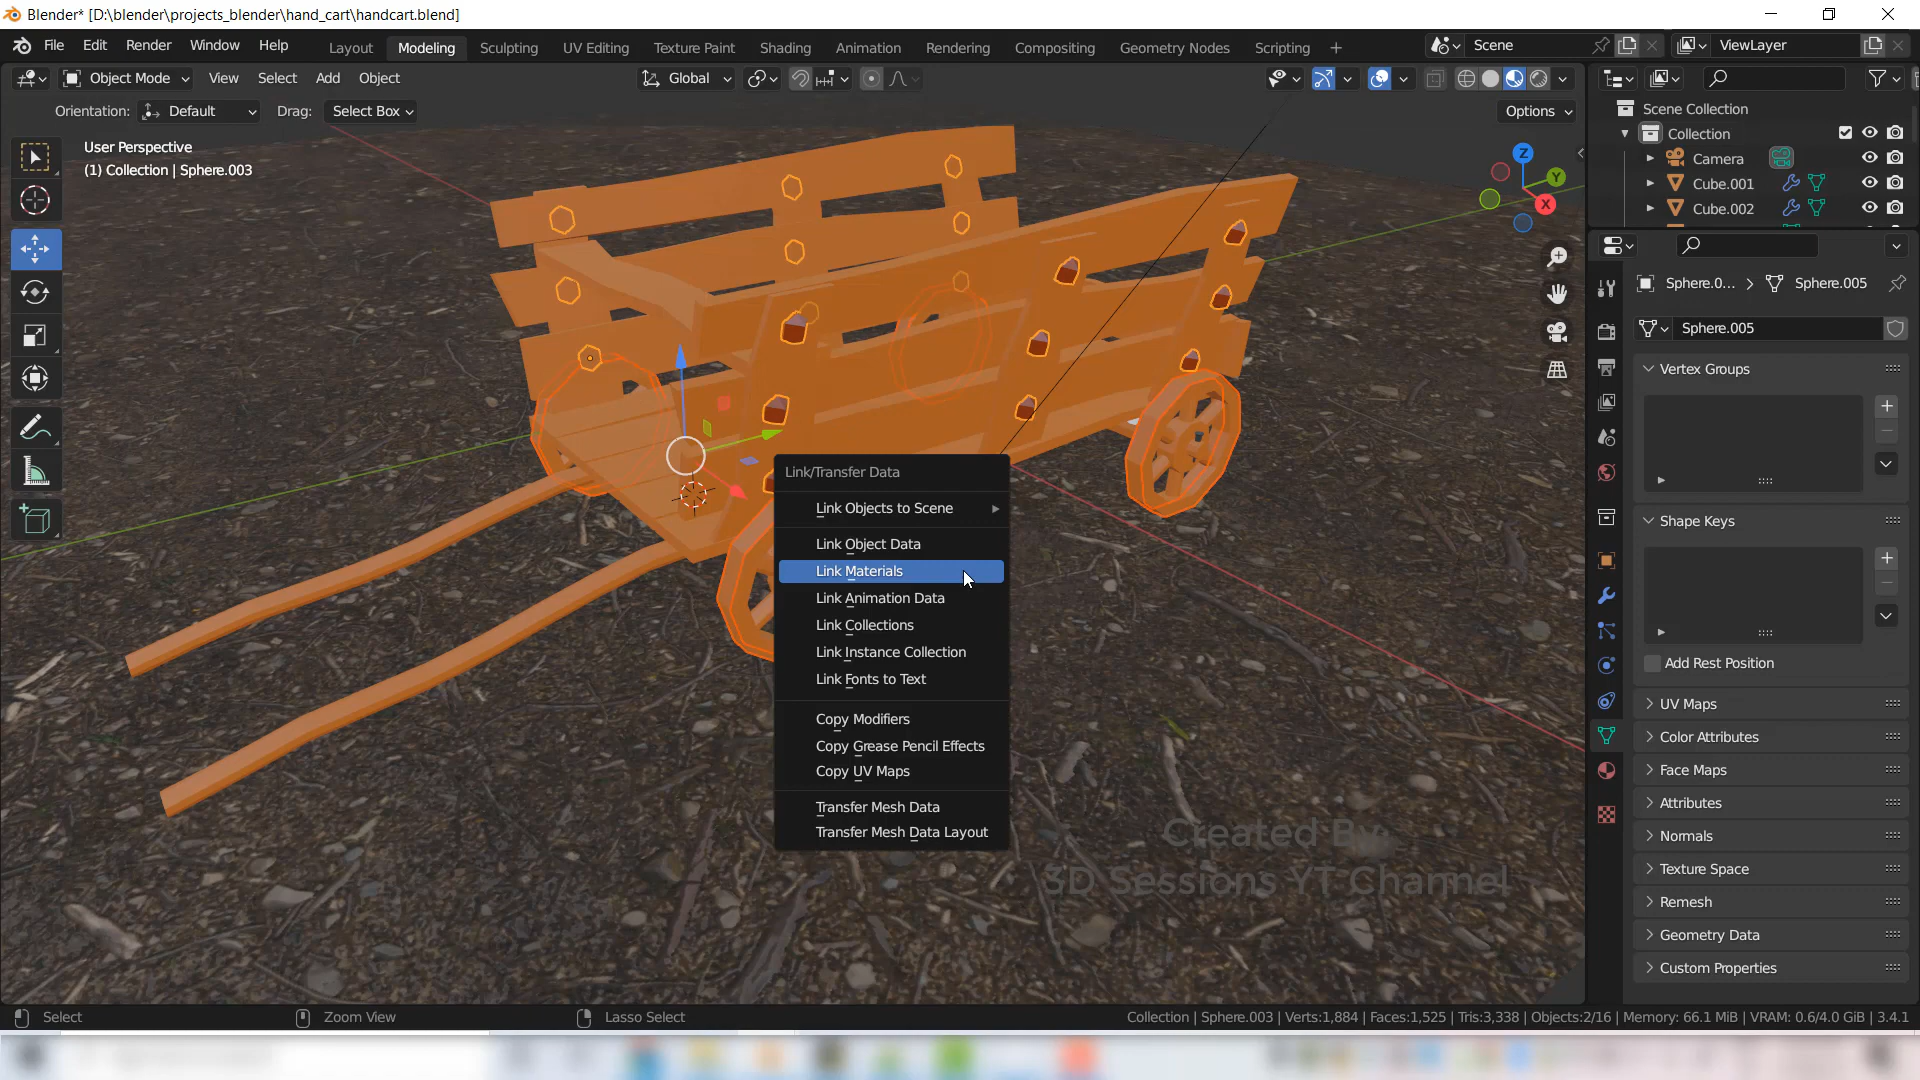 Blender* [D:\blender\projects_blender\hand_cart\handcart.blend]
File Edit Render Window Help Layout Modeling Sculpting UV Editing Texture Paint Shading Animation Rendering Compositing Geometry Nodes Scripting + Scene ViewLayer
Object Mode View Select Add Object Global
Orientation: Default Drag: Select Box Options
User Perspective
(1) Collection | Sphere.003
Z
Y
X
Scene Collection
Collection
Camera
Cube.001
Cube.002
Sphere.0... > Sphere.005
Sphere.005
Vertex Groups
Shape Keys
Add Rest Position
UV Maps
Color Attributes
Face Maps
Attributes
Normals
Texture Space
Remesh
Geometry Data
Custom Properties
Link/Transfer Data
Link Objects to Scene
Link Object Data
Link Materials
Link Animation Data
Link Collections
Link Instance Collection
Link Fonts to Text
Copy Modifiers
Copy Grease Pencil Effects
Copy UV Maps
Transfer Mesh Data
Transfer Mesh Data Layout
Created By:
3D Sessions YT Channel
Select Zoom View Lasso Select Collection | Sphere.003 | Verts:1,884 | Faces:1,525 | Tris:3,338 | Objects:2/16 | Memory: 66.1 MiB | VRAM: 0.6/4.0 GiB | 3.4.1